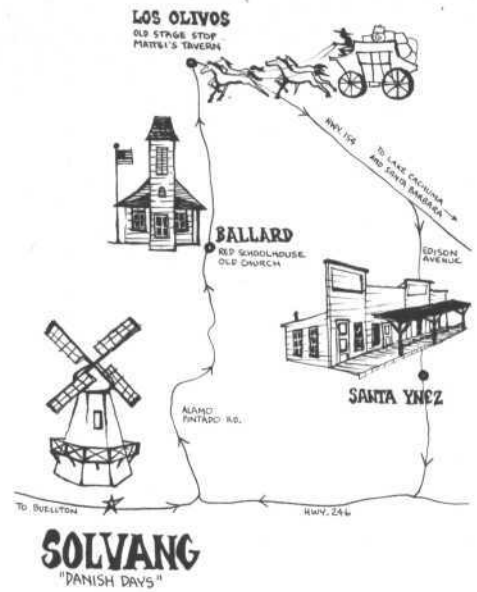 LOS OLIVOS
OLD STAGE STOP
MATTEI'S TAVERN
HWY. 154
TO LAKE CACHUMA
AND SANTA BARBARA
BALLARD
RED SCHOOLHOUSE
OLD CHURCH
EDISON
AVENUE
SANTA YNEZ
ALAMO
PINTADO RD.
TO BUELLTON
HWY. 246
SOLVANG
"DANISH DAYS"